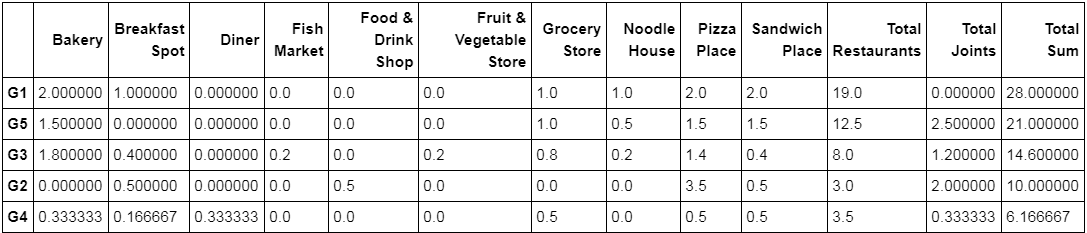 Bakery Breakfast Spot Diner Fish Market Food & Drink Shop Fruit & Vegetable Store Grocery Store Noodle House Pizza Place Sandwich Place Total Restaurants Total Joints Total Sum
G1 2.000000 1.000000 0.000000 0.0 0.0 0.0 1.0 1.0 2.0 2.0 19.0 0.000000 28.000000
G5 1.500000 0.000000 0.000000 0.0 0.0 0.0 1.0 0.5 1.5 1.5 12.5 2.500000 21.000000
G3 1.800000 0.400000 0.000000 0.2 0.0 0.2 0.8 0.2 1.4 0.4 8.0 1.200000 14.600000
G2 0.000000 0.500000 0.000000 0.0 0.5 0.0 0.0 0.0 3.5 0.5 3.0 2.000000 10.000000
G4 0.333333 0.166667 0.333333 0.0 0.0 0.0 0.5 0.0 0.5 0.5 3.5 0.333333 6.166667